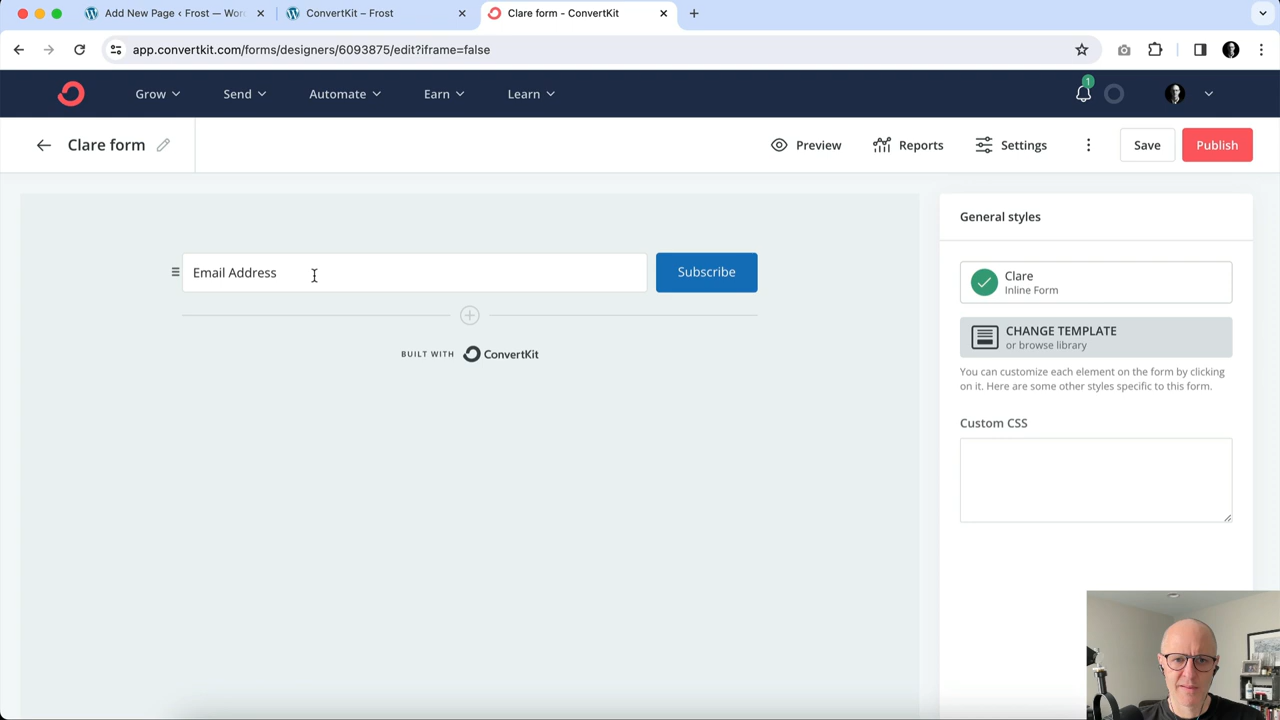 Add New Page ‹ Frost — Wor
ConvertKit – Frost
Clare form - ConvertKit
app.convertkit.com/forms/designers/6093875/edit?iframe=false
Grow
Send
Automate
Earn
Learn
1
Clare form
Preview
Reports
Settings
Save
Publish
Email Address
Subscribe
BUILT WITH ConvertKit
General styles
Clare
Inline Form
CHANGE TEMPLATE
or browse library
You can customize each element on the form by clicking
on it. Here are some other styles specific to this form.
Custom CSS